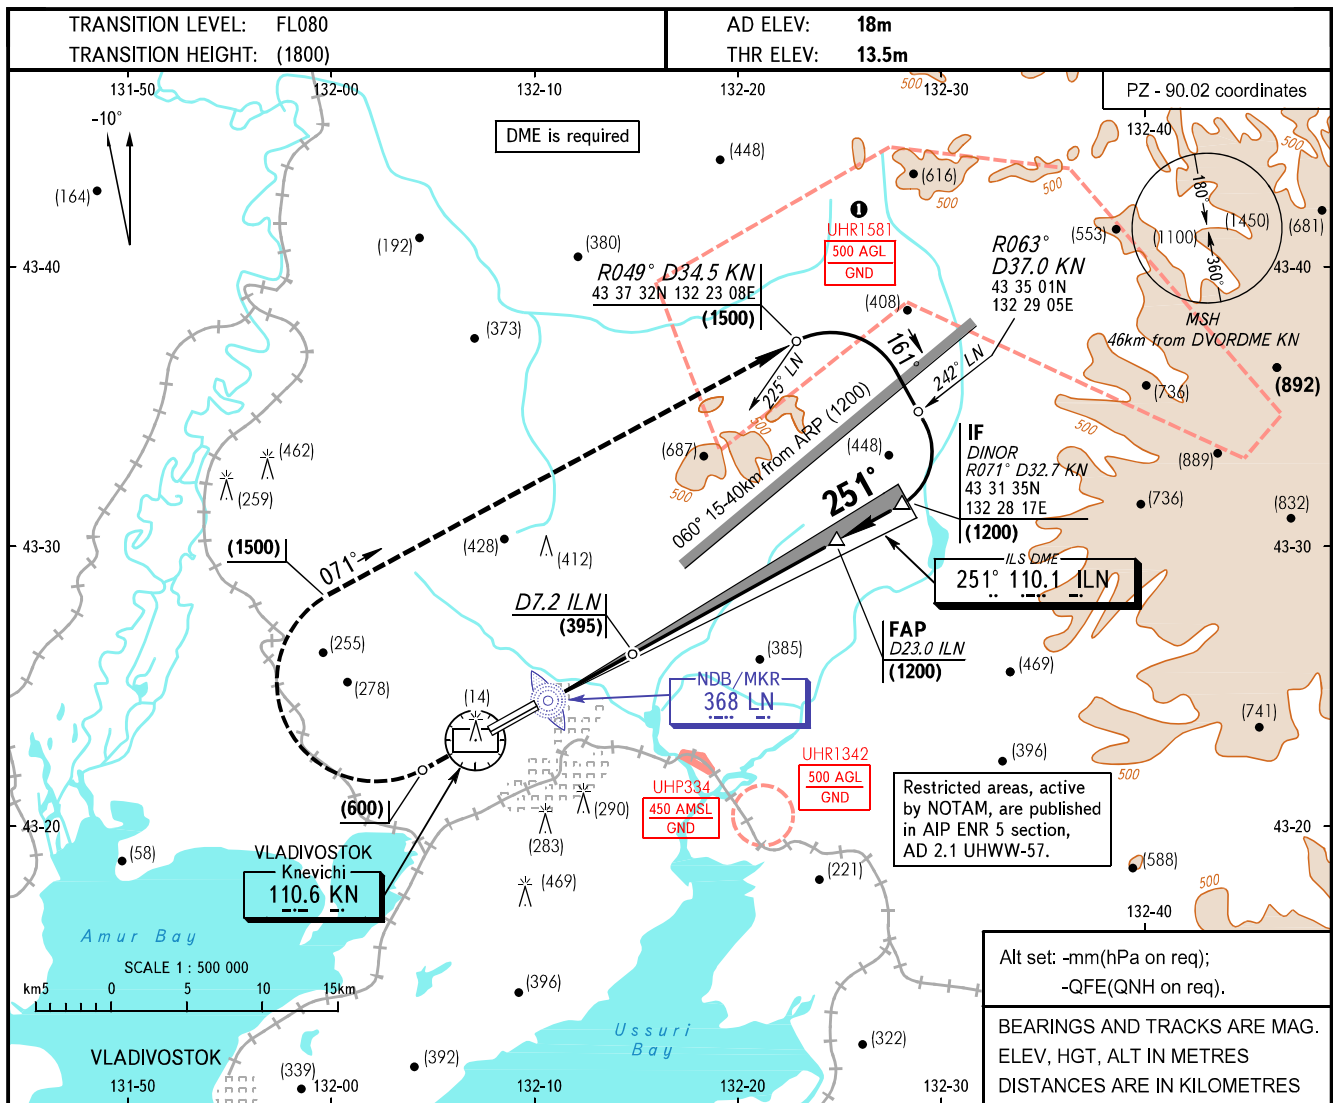 TRANSITION LEVEL: FL080
TRANSITION HEIGHT: (1800)
AD ELEV: 18m
THR ELEV: 13.5m
131-50
132-00
132-10
132-20
132-30
500
PZ - 90.02 coordinates
132-40
-10°
DME is required
(448)
(616)
500
500
500
(164)
180°
(1450)
(681)
(553)
(1100)
360°
MSH
46km from DVORDME KN
(192)
(380)
1
UHR1581
500 AGL
GND
R063°
D37.0 KN
43 35 01N
132 29 05E
43-40
43-40
R049° D34.5 KN
43 37 32N 132 23 08E
(1500)
(408)
(373)
161°
225° LN
242° LN
(892)
(736)
500
500
060° 15-40km from ARP (1200)
(687)
500
(448)
(462)
(259)
251°
IF
DINOR
R071° D32.7 KN
43 31 35N
132 28 17E
(1200)
(889)
(736)
(832)
43-30
43-30
(1500)
071°
(428)
(412)
ILS DME
251° 110.1 ILN
D7.2 ILN
(395)
FAP
D23.0 ILN
(1200)
(255)
(278)
(385)
(469)
(14)
NDB/MKR
368 LN
(741)
(396)
500
UHR1342
500 AGL
GND
UHP334
450 AMSL
GND
Restricted areas, active
by NOTAM, are published
in AIP ENR 5 section,
AD 2.1 UHWW-57.
(600)
(290)
(283)
43-20
43-20
(58)
VLADIVOSTOK
Knevichi
110.6 KN
(469)
(221)
(588)
500
132-40
Amur Bay
SCALE 1 : 500 000
km5 0 5 10 15km
(396)
Ussuri
Bay
Alt set: -mm(hPa on req);
-QFE(QNH on req).
BEARINGS AND TRACKS ARE MAG.
ELEV, HGT, ALT IN METRES
DISTANCES ARE IN KILOMETRES
VLADIVOSTOK
(339)
(392)
(322)
131-50
132-00
132-10
132-20
132-30